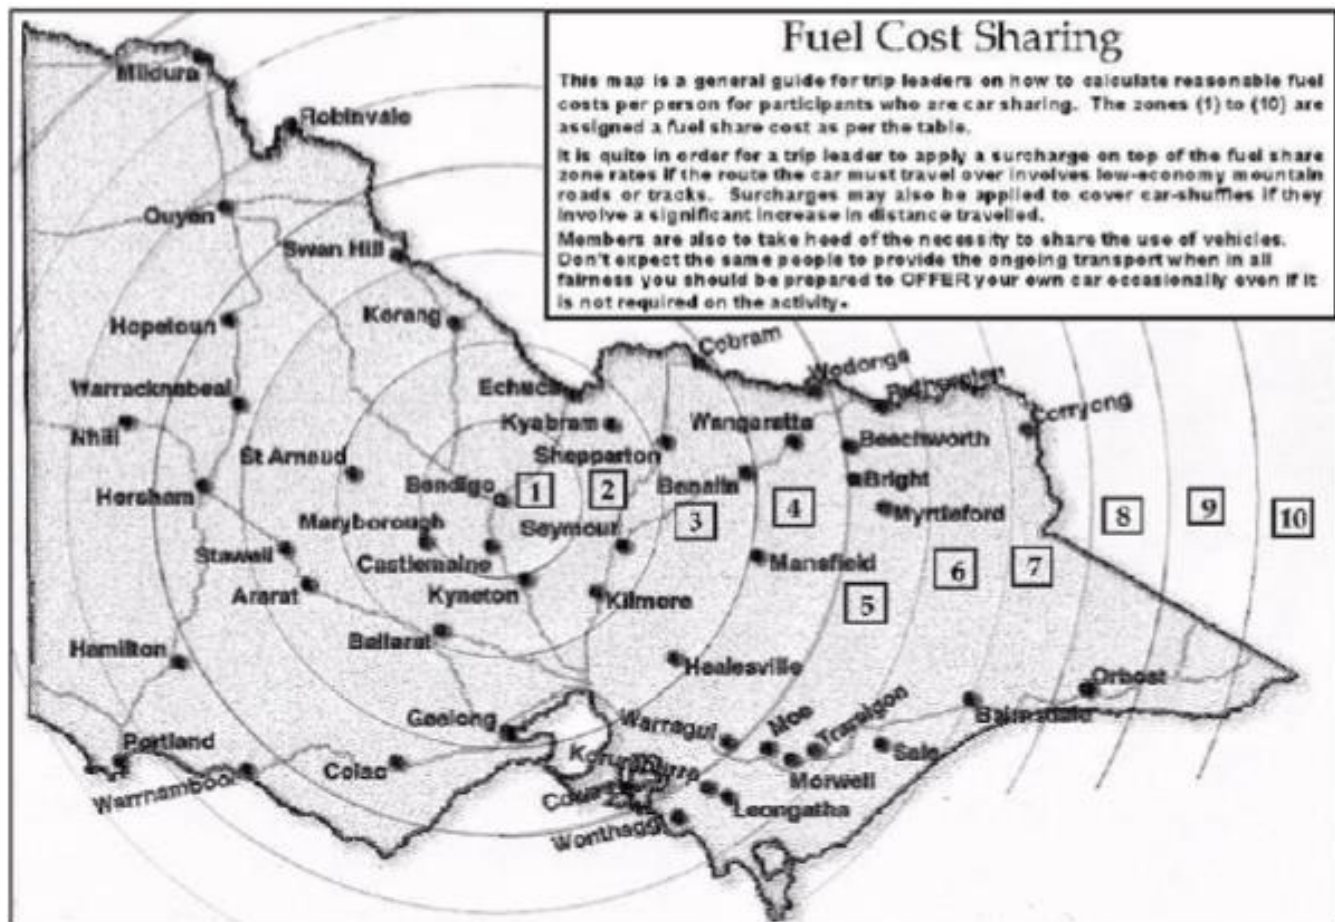 Fuel Cost Sharing
This map is a general guide for trip leaders on how to calculate reasonable fuel
costs per person for participants who are car sharing. The zones (1) to (10) are
assigned a fuel share cost as per the table.
It is quite in order for a trip leader to apply a surcharge on top of the fuel share
zone rates if the route the car must travel over involves low-economy mountain
roads or tracks. Surcharges may also be applied to cover car-shuffles if they
involve a significant increase in distance travelled.
Members are also to take heed of the necessity to share the use of vehicles.
Don't expect the same people to provide the ongoing transport when in all
fairness you should be prepared to OFFER your own car occasionally even if it
is not required on the activity.
Mildura
Robinvale
Ouyen
Swan Hill
Hopetoun
Kerang
Cobram
Wodonga
Echuca
Corryong
Warracknabeal
Kyabram
Wangaratta
Nhill
Shepparton
Beechworth
St Arnaud
Benalla
Horsham
Bendigo
1
2
3
4
Bright
Myrtleford
8
9
10
Maryborough
Seymour
Stawell
Castlemaine
Mansfield
6
7
Ararat
Kyneton
Kilmore
5
Ballarat
Hamilton
Healesville
Orbost
Geelong
Warragul
Moe
Traralgon
Bairnsdale
Portland
Sale
Warrnambool
Colac
Korumburra
Morwell
Cowes
Leongatha
Wonthaggi